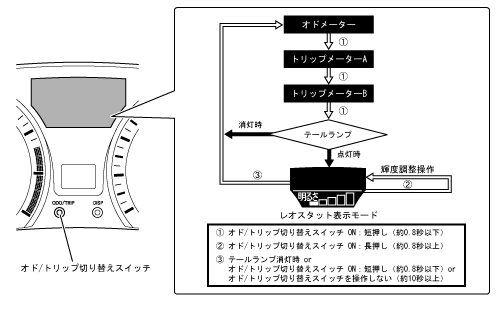 オドメーター
①
トリップメーターA
①
トリップメーターB
①
消灯時
テールランプ
点灯時
③
輝度調整操作
②
明るさ
レオスタット表示モード
ODO/TRIP
DISP
オド/トリップ切り替えスイッチ
① オド/トリップ切り替えスイッチ ON：短押し（約0.8秒以下）
② オド/トリップ切り替えスイッチ ON：長押し（約0.8秒以上）
③ テールランプ消灯時 or
オド/トリップ切り替えスイッチ ON：短押し（約0.8秒以下）or
オド/トリップ切り替えスイッチを操作しない（約10秒以上）